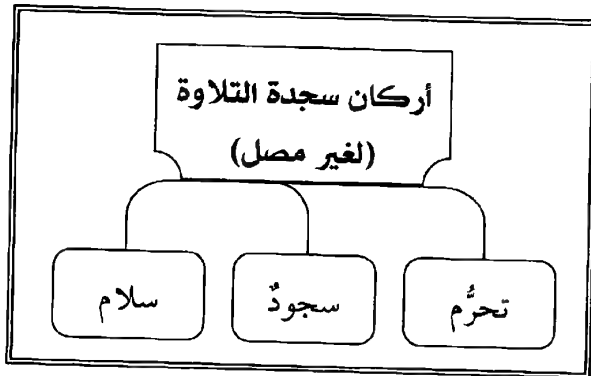 أركان سجدة التلاوة
(لغير مصل)
تحرُّم
سجودٌ
سلام